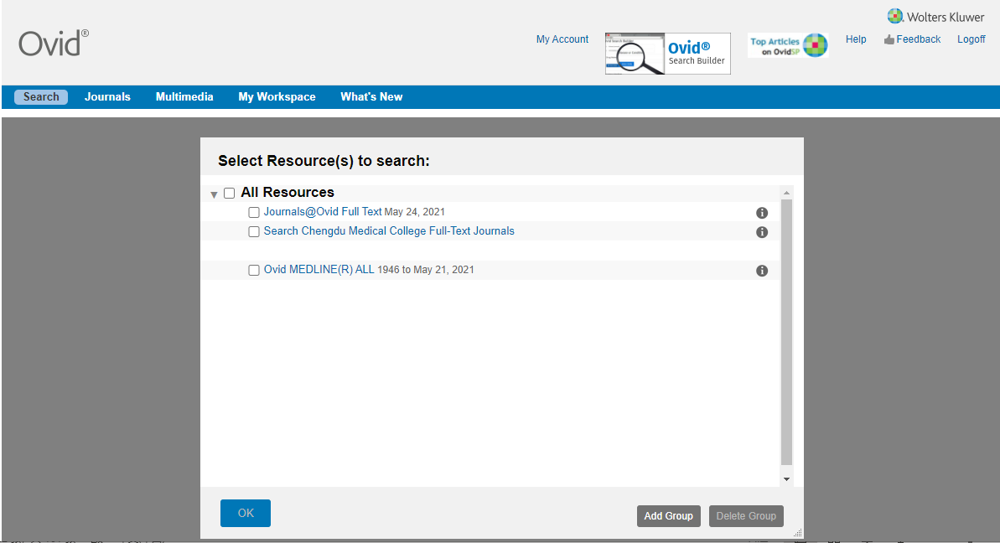 Wolters Kluwer
Ovid®
My Account
Ovid®
Search Builder
Top Articles
on OvidSP
Help
Feedback
Logoff
Search
Journals
Multimedia
My Workspace
What's New
Select Resource(s) to search:
All Resources
Journals@Ovid Full Text May 24, 2021
Search Chengdu Medical College Full-Text Journals
Ovid MEDLINE(R) ALL 1946 to May 21, 2021
OK
Add Group
Delete Group